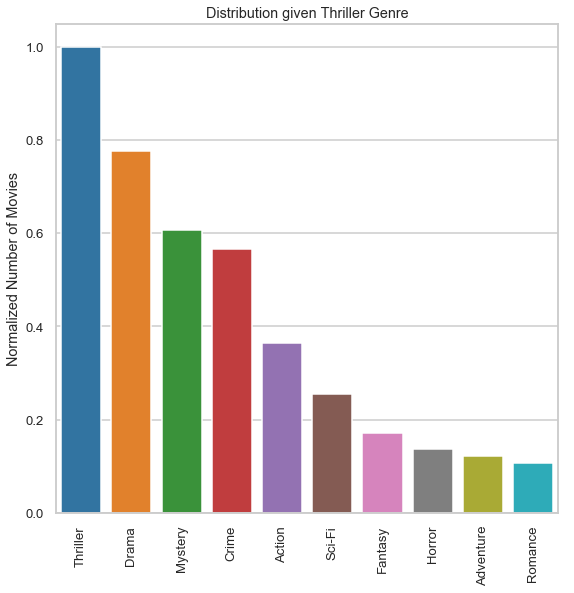 Distribution given Thriller Genre
Normalized Number of Movies
1.0
0.8
0.6
0.4
0.2
0.0
Thriller
Drama
Mystery
Crime
Action
Sci-Fi
Fantasy
Horror
Adventure
Romance